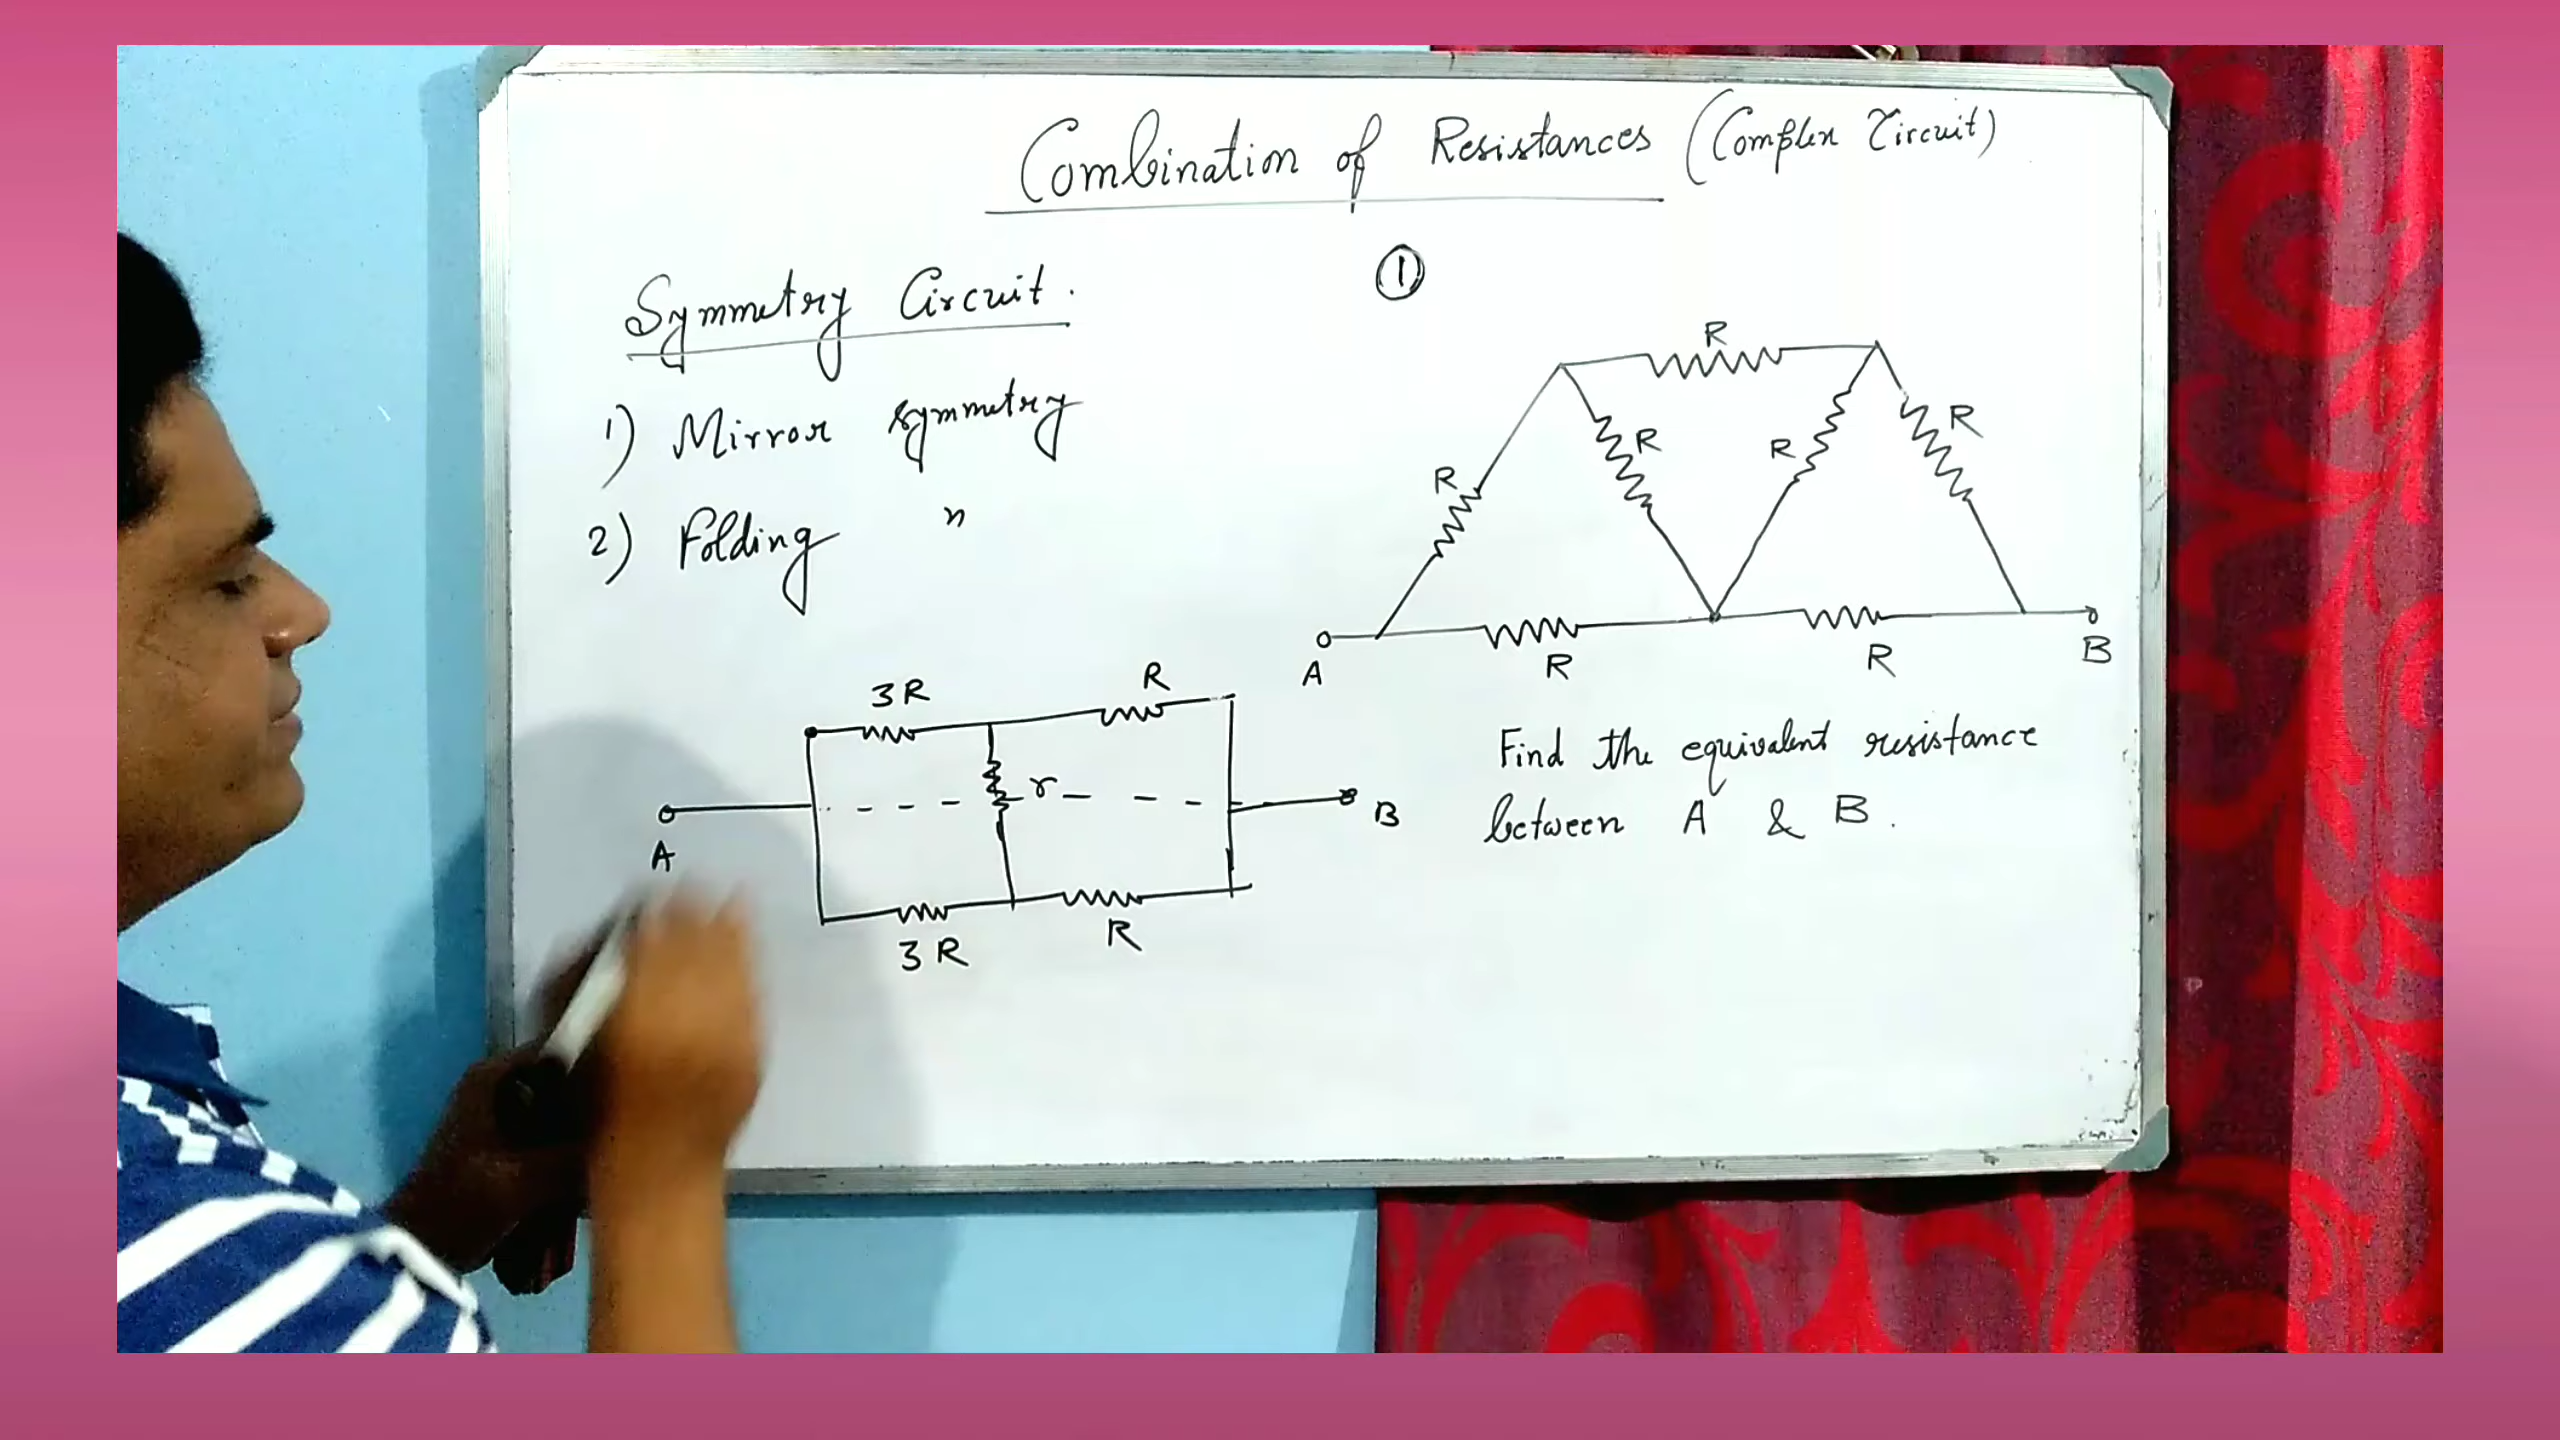 Combination of Resistances (Complex Circuit)
Symmetry Circuit.
1) Mirror symmetry
2) Folding "
3R
R
r
A
B
3R
R
①
R
R
R
R
R
A
R
R
B
Find the equivalent resistance
between A & B.